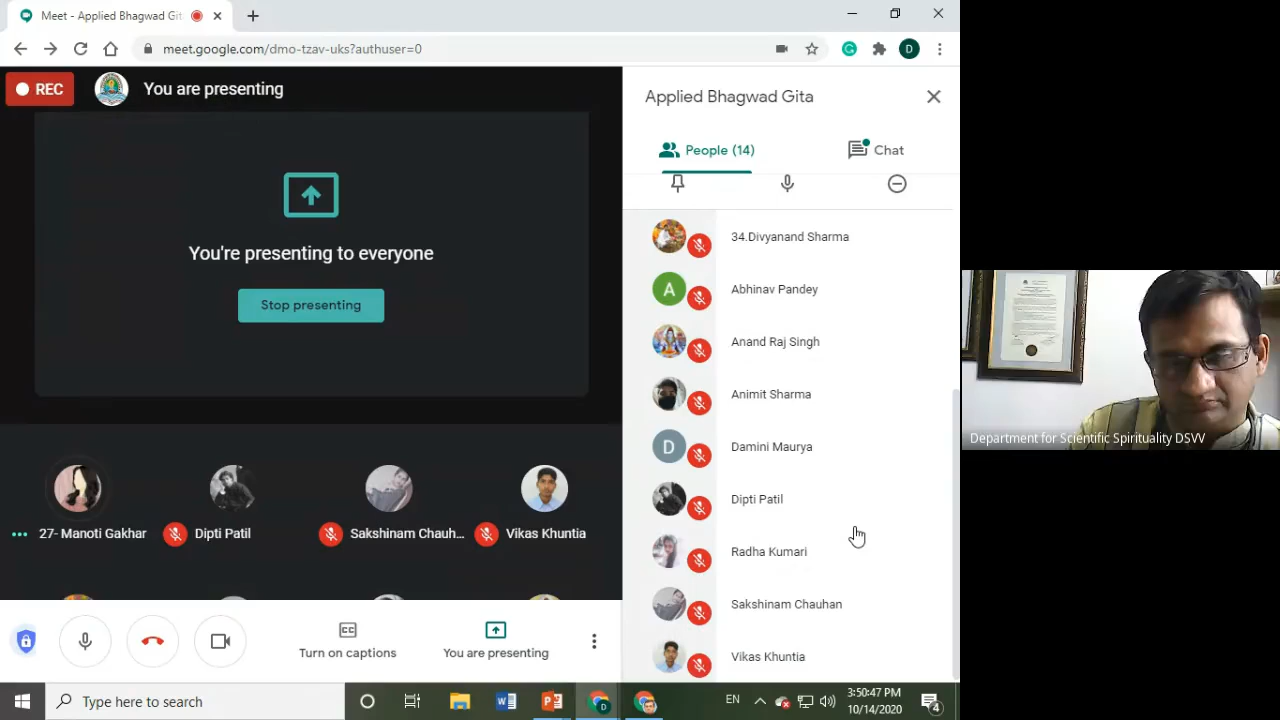 Meet - Applied Bhagwad Gita
meet.google.com/dmo-tzav-uks?authuser=0
D
REC
You are presenting
You're presenting to everyone
Stop presenting
27- Manoti Gakhar
Dipti Patil
Sakshinam Chauh...
Vikas Khuntia
Turn on captions
You are presenting
Applied Bhagwad Gita
People (14)
Chat
34.Divyanand Sharma
A
Abhinav Pandey
Anand Raj Singh
Animit Sharma
D
Damini Maurya
Dipti Patil
Radha Kumari
Sakshinam Chauhan
Vikas Khuntia
Department for Scientific Spirituality DSVV
Type here to search
EN
3:50:47 PM
10/14/2020
4